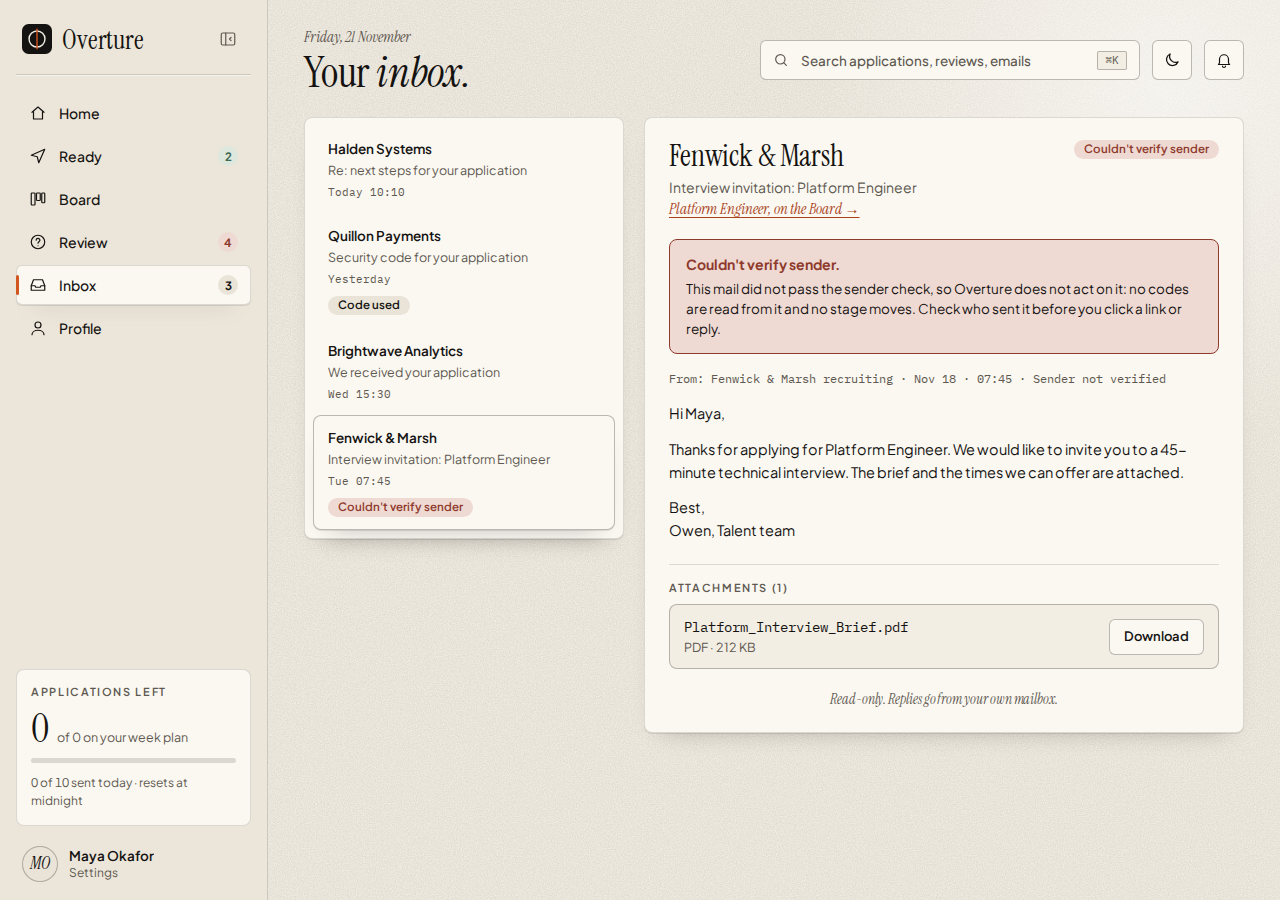 Overture
Home
Ready 2
Board
Review 4
Inbox 3
Profile
APPLICATIONS LEFT
0 of 0 on your week plan
0 of 10 sent today · resets at
midnight
MO
Maya Okafor
Settings
Friday, 21 November
Your inbox.
Search applications, reviews, emails ⌘K
Halden Systems
Re: next steps for your application
Today 10:10
Quillon Payments
Security code for your application
Yesterday
Code used
Brightwave Analytics
We received your application
Wed 15:30
Fenwick & Marsh
Interview invitation: Platform Engineer
Tue 07:45
Couldn't verify sender
Fenwick & Marsh
Couldn't verify sender
Interview invitation: Platform Engineer
Platform Engineer, on the Board →
Couldn't verify sender.
This mail did not pass the sender check, so Overture does not act on it: no codes
are read from it and no stage moves. Check who sent it before you click a link or
reply.
From: Fenwick & Marsh recruiting · Nov 18 · 07:45 · Sender not verified
Hi Maya,
Thanks for applying for Platform Engineer. We would like to invite you to a 45-
minute technical interview. The brief and the times we can offer are attached.
Best,
Owen, Talent team
ATTACHMENTS (1)
Platform_Interview_Brief.pdf
PDF · 212 KB
Download
Read-only. Replies go from your own mailbox.